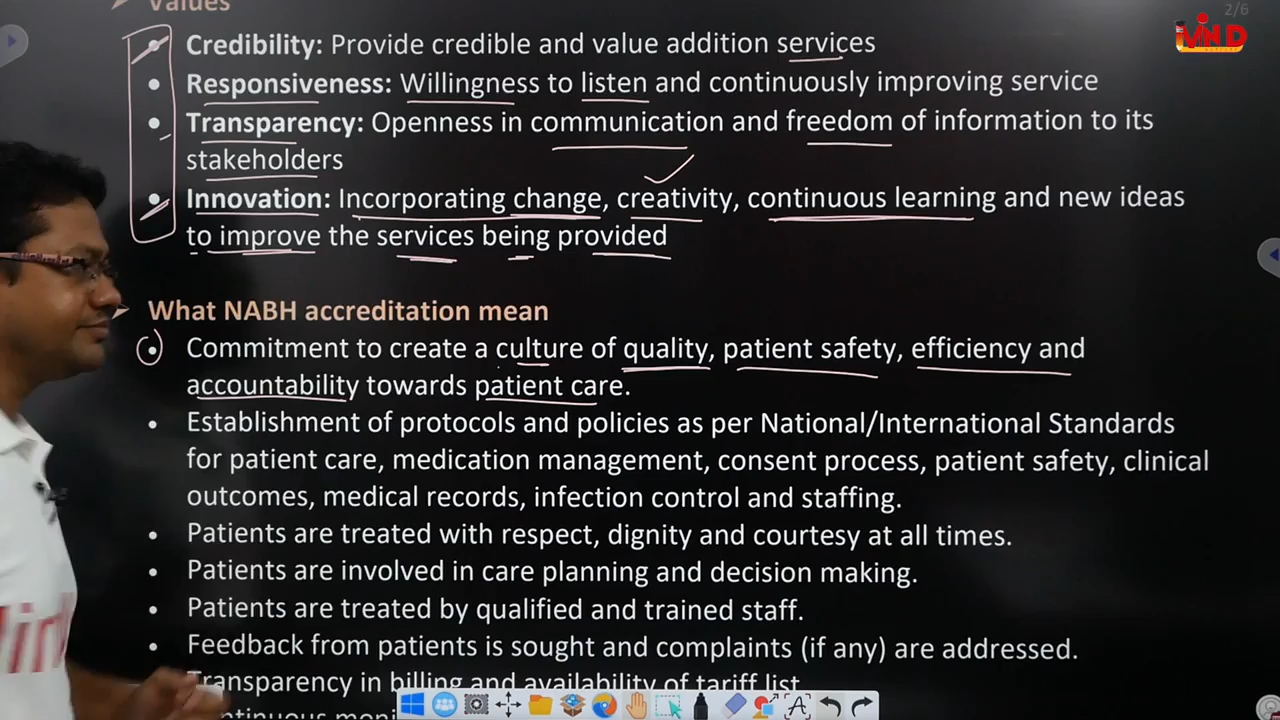 Values
2/6
MIND
Credibility: Provide credible and value addition services
Responsiveness: Willingness to listen and continuously improving service
Transparency: Openness in communication and freedom of information to its
stakeholders
Innovation: Incorporating change, creativity, continuous learning and new ideas
to improve the services being provided
What NABH accreditation mean
Commitment to create a culture of quality, patient safety, efficiency and
accountability towards patient care.
Establishment of protocols and policies as per National/International Standards
for patient care, medication management, consent process, patient safety, clinical
outcomes, medical records, infection control and staffing.
Patients are treated with respect, dignity and courtesy at all times.
Patients are involved in care planning and decision making.
Patients are treated by qualified and trained staff.
Feedback from patients is sought and complaints (if any) are addressed.
Transparency in billing and availability of tariff list